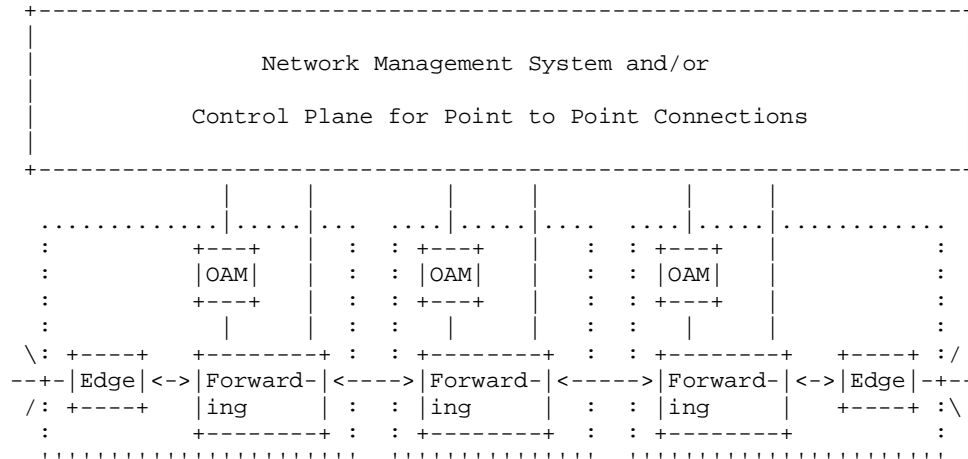 Network Management System and/or
Control Plane for Point to Point Connections
OAM OAM OAM
Edge Forward- Forward- Forward- Edge
ing ing ing